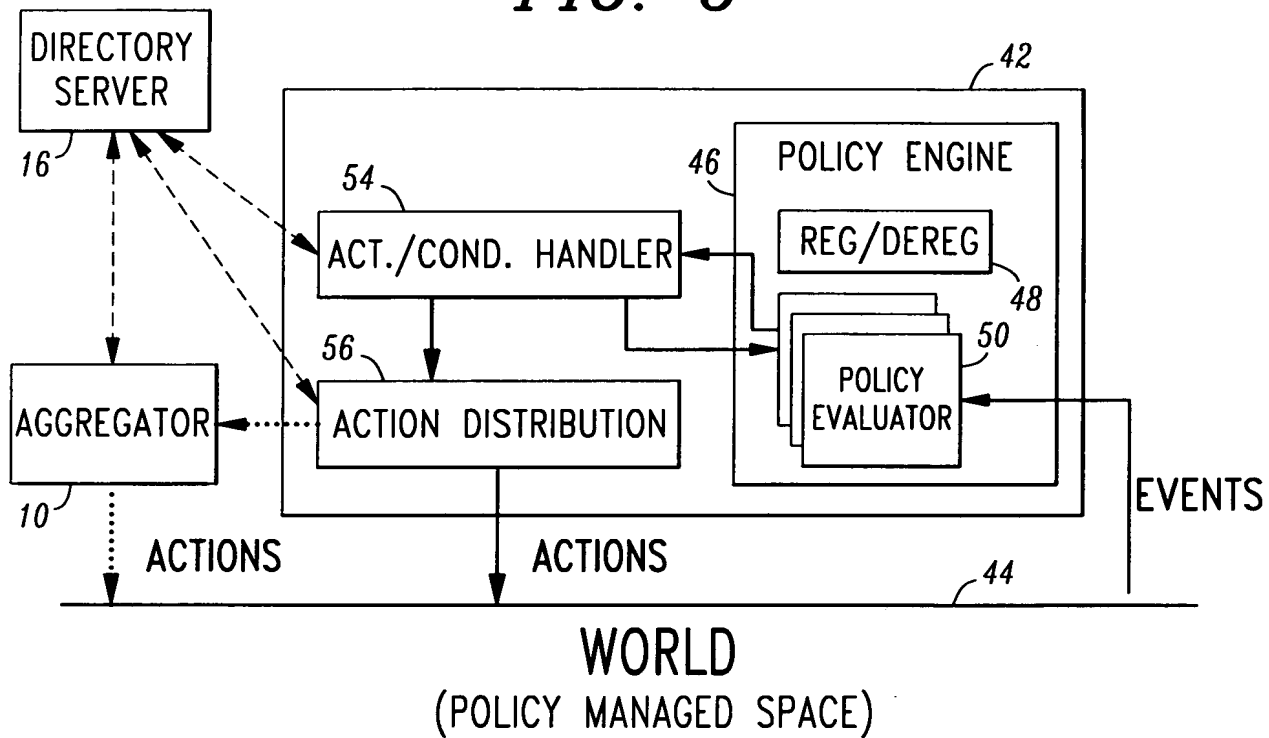 DIRECTORY
SERVER
16
42
46
POLICY ENGINE
54
ACT./COND. HANDLER
REG/DEREG
48
50
POLICY
EVALUATOR
56
AGGREGATOR
ACTION DISTRIBUTION
10
EVENTS
ACTIONS
ACTIONS
44
WORLD
(POLICY MANAGED SPACE)